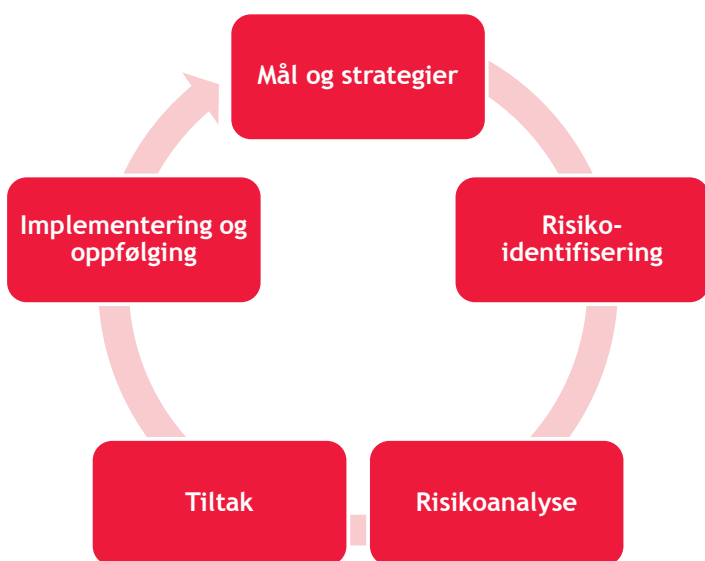 Mål og strategier
Risiko-
identifisering
Risikoanalyse
Tiltak
Implementering og
oppfølging